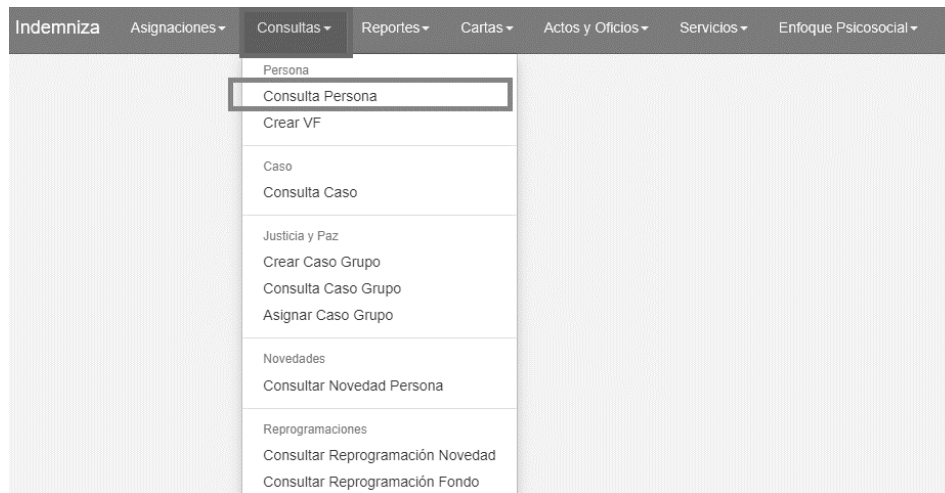 Indemniza Asignaciones Consultas Reportes Cartas Actos y Oficios Servicios Enfoque Psicosocial
Persona
Consulta Persona
Crear VF
Caso
Consulta Caso
Justicia y Paz
Crear Caso Grupo
Consulta Caso Grupo
Asignar Caso Grupo
Novedades
Consultar Novedad Persona
Reprogramaciones
Consultar Reprogramación Novedad
Consultar Reprogramación Fondo